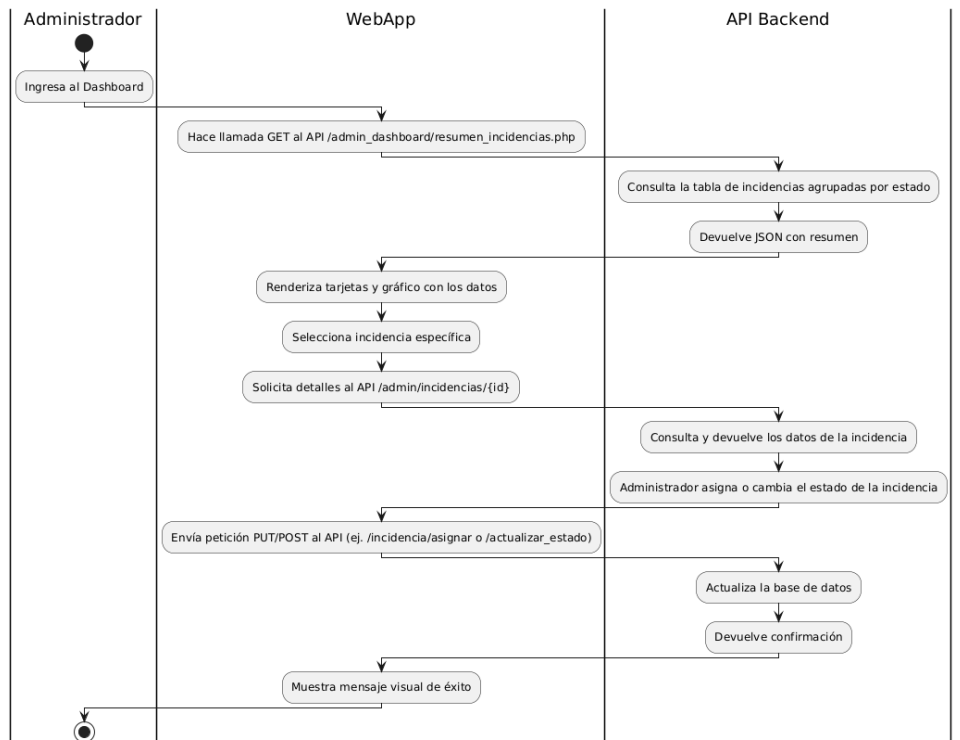 Administrador
WebApp
API Backend
Ingresa al Dashboard
Hace llamada GET al API /admin_dashboard/resumen_incidencias.php
Consulta la tabla de incidencias agrupadas por estado
Devuelve JSON con resumen
Renderiza tarjetas y gráfico con los datos
Selecciona incidencia específica
Solicita detalles al API /admin/incidencias/{id}
Consulta y devuelve los datos de la incidencia
Administrador asigna o cambia el estado de la incidencia
Envía petición PUT/POST al API (ej. /incidencia/asignar o /actualizar_estado)
Actualiza la base de datos
Devuelve confirmación
Muestra mensaje visual de éxito